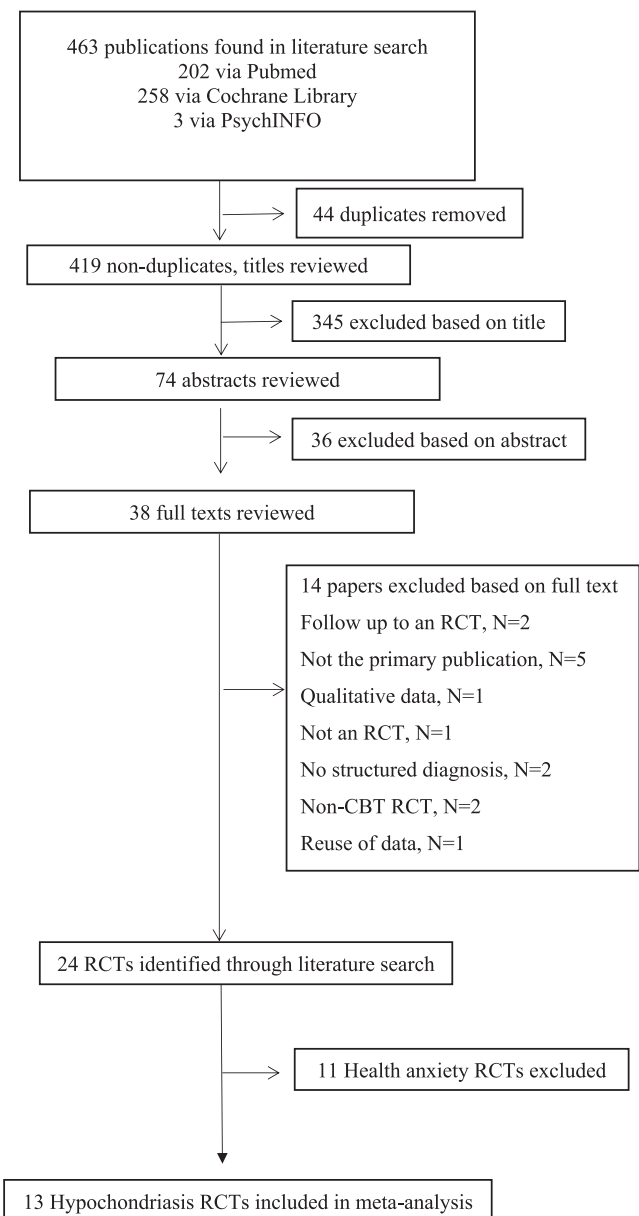 463 publications found in literature search
202 via Pubmed
258 via Cochrane Library
3 via PsychINFO
44 duplicates removed
419 non-duplicates, titles reviewed
345 excluded based on title
74 abstracts reviewed
36 excluded based on abstract
38 full texts reviewed
14 papers excluded based on full text
Follow up to an RCT, N=2
Not the primary publication, N=5
Qualitative data, N=1
Not an RCT, N=1
No structured diagnosis, N=2
Non-CBT RCT, N=2
Reuse of data, N=1
24 RCTs identified through literature search
11 Health anxiety RCTs excluded
13 Hypochondriasis RCTs included in meta-analysis